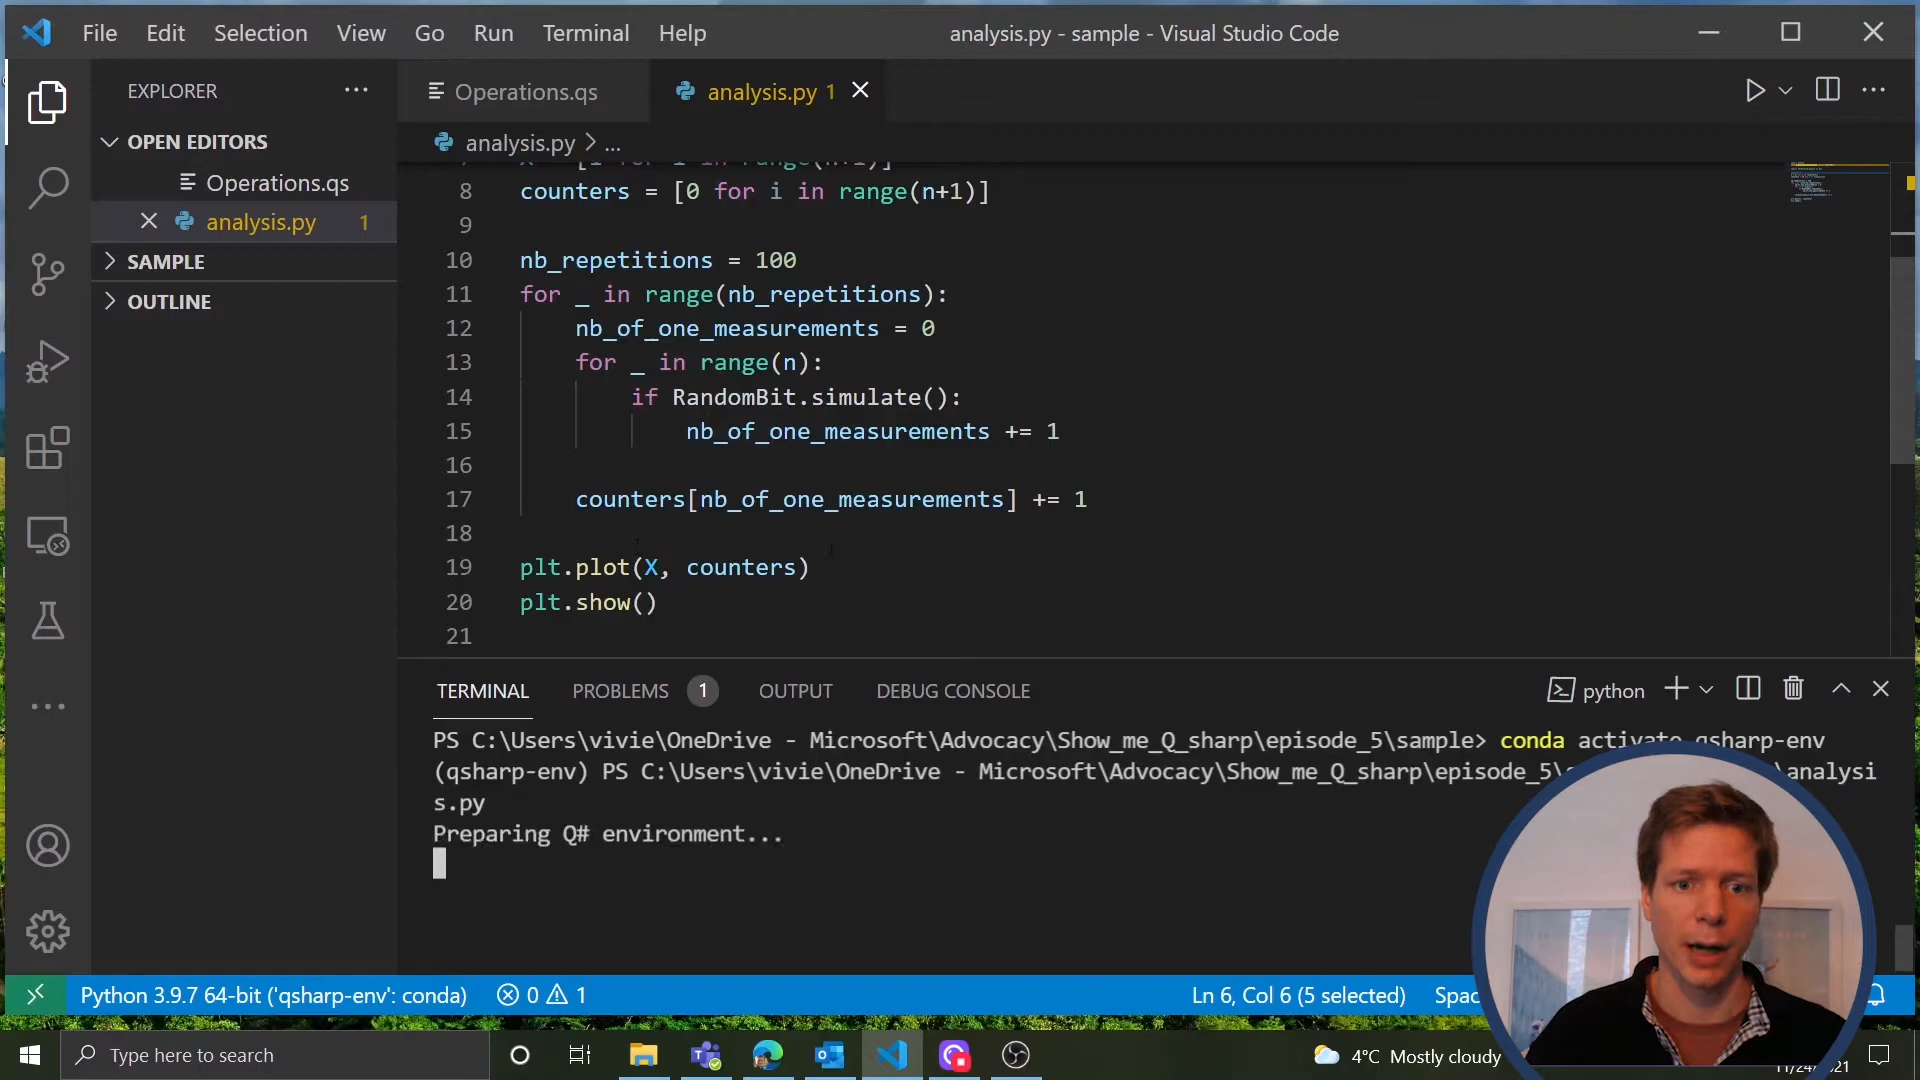 File Edit Selection View Go Run Terminal Help analysis.py - sample - Visual Studio Code
EXPLORER ...
Operations.qs
analysis.py 1
OPEN EDITORS
analysis.py > ...
Operations.qs
analysis.py 1
SAMPLE
OUTLINE
8 counters = [0 for i in range(n+1)]
9
10 nb_repetitions = 100
11 for _ in range(nb_repetitions):
12 nb_of_one_measurements = 0
13 for _ in range(n):
14 if RandomBit.simulate():
15 nb_of_one_measurements += 1
16
17 counters[nb_of_one_measurements] += 1
18
19 plt.plot(X, counters)
20 plt.show()
21
TERMINAL PROBLEMS 1 OUTPUT DEBUG CONSOLE python
PS C:\Users\vivie\OneDrive - Microsoft\Advocacy\Show_me_Q_sharp\episode_5\sample> conda activate qsharp-env
(qsharp-env) PS C:\Users\vivie\OneDrive - Microsoft\Advocacy\Show_me_Q_sharp\episode_5\ \analysi
s.py
Preparing Q# environment...
Python 3.9.7 64-bit ('qsharp-env': conda) 0 1 Ln 6, Col 6 (5 selected)
Type here to search 4°C Mostly cloudy